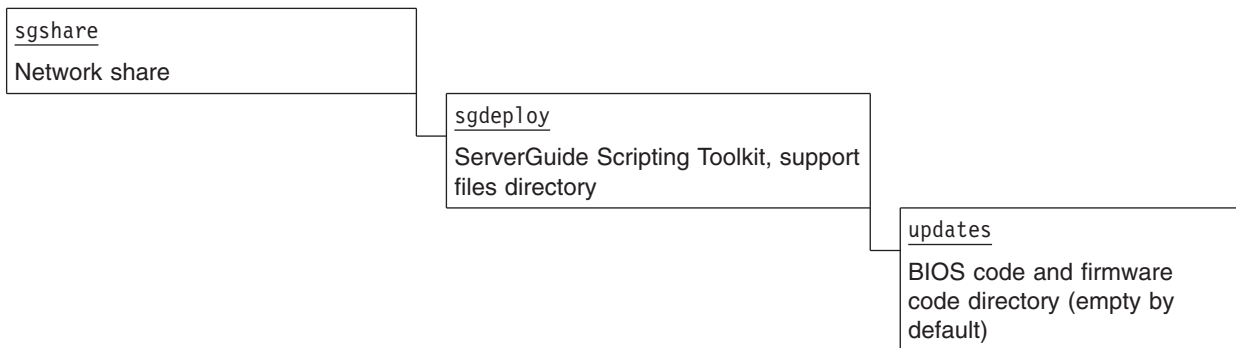 sgshare
Network share
sgdeploy
ServerGuide Scripting Toolkit, support
files directory
updates
BIOS code and firmware
code directory (empty by
default)